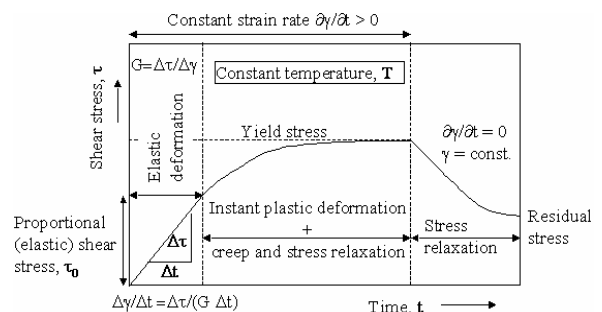 Constant strain rate ∂γ/∂t > 0
G=Δτ/Δγ
Constant temperature, T
Shear stress, τ
Elastic
deformation
Yield stress
∂γ/∂t = 0
γ = const.
Proportional
(elastic) shear
stress, τ₀
Δτ
Δt
Instant plastic deformation
+
creep and stress relaxation
Stress
relaxation
Residual
stress
Δγ/Δt =Δτ/(G Δt)
Time, t